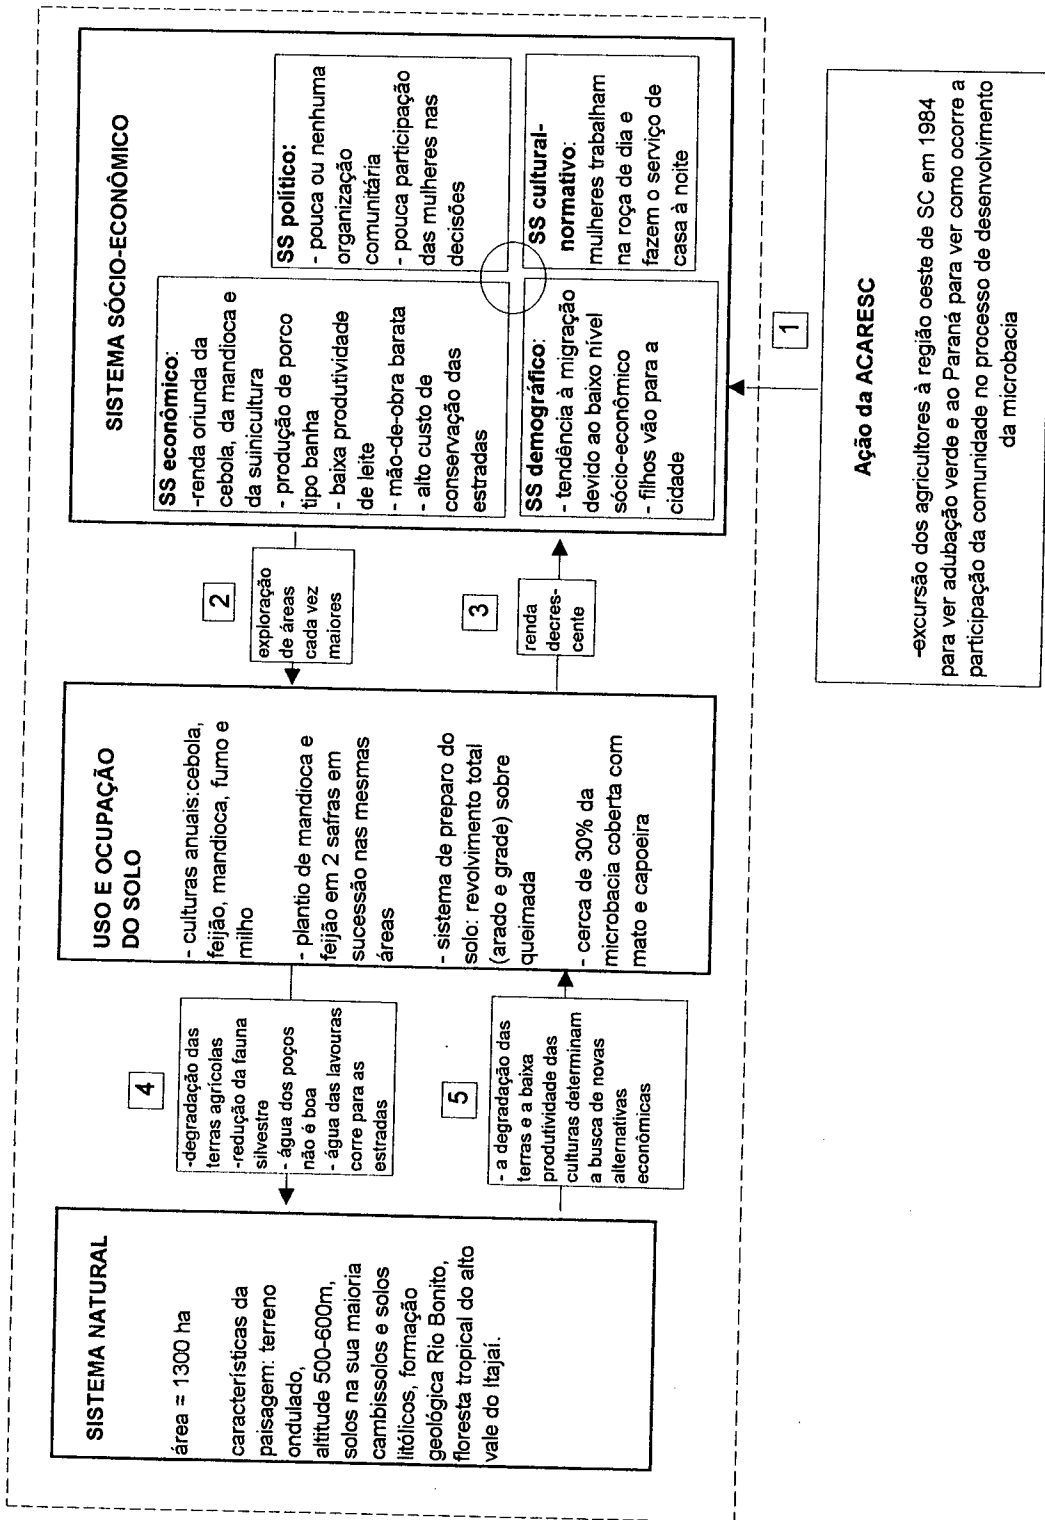 SISTEMA NATURAL
área = 1300 ha
características da
paisagem: terreno
ondulado,
altitude 500-600m,
solos na sua maioria
cambissolos e solos
litólicos, formação
geológica Rio Bonito,
floresta tropical do alto
vale do Itajaí.
4
-degradação das
terras agrícolas
-redução da fauna
silvestre
- água dos poços
não é boa
- água das lavouras
corre para as
estradas
5
- a degradação das
terras e a baixa
produtividade das
culturas determinam
a busca de novas
alternativas
econômicas
USO E OCUPAÇÃO
DO SOLO
- culturas anuais:cebola,
feijão, mandioca, fumo e
milho
- plantio de mandioca e
feijão em 2 safras em
sucessão nas mesmas
áreas
- sistema de preparo do
solo: revolvimento total
(arado e grade) sobre
queimada
- cerca de 30% da
microbacia coberta com
mato e capoeira
2
exploração
de áreas
cada vez
maiores
3
renda
decres-
cente
SISTEMA SÓCIO-ECONÔMICO
SS econômico:
-renda oriunda da
cebola, da mandioca e
da suinicultura
- produção de porco
tipo banha
- baixa produtividade
de leite
- mão-de-obra barata
- alto custo de
conservação das
estradas
SS político:
- pouca ou nenhuma
organização
comunitária
- pouca participação
das mulheres nas
decisões
SS demográfico:
- tendência à migração
devido ao baixo nível
sócio-econômico
- filhos vão para a
cidade
SS cultural-
normativo:
mulheres trabalham
na roça de dia e
fazem o serviço de
casa à noite
1
Ação da ACARESC
-excursão dos agricultores à região oeste de SC em 1984
para ver adubação verde e ao Paraná para ver como ocorre a
participação da comunidade no processo de desenvolvimento
da microbacia